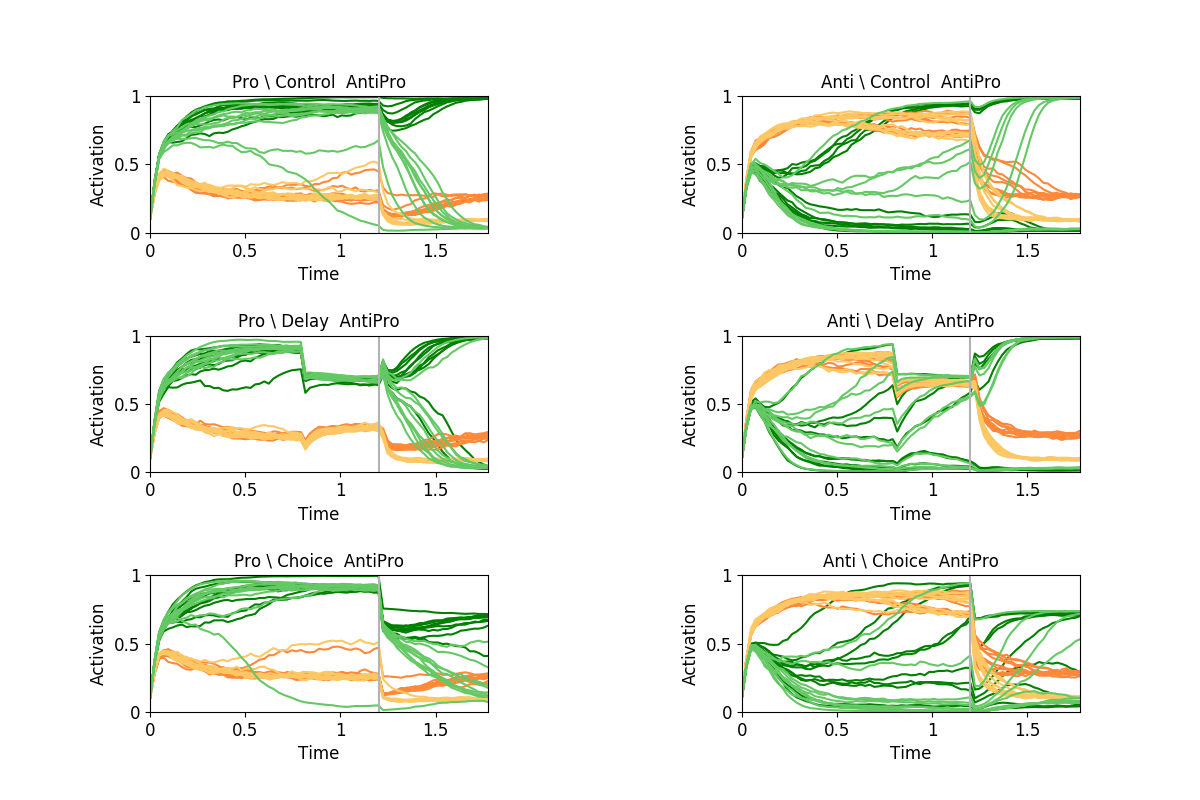 Pro \ Control  AntiPro
1
0.5
0
Activation
0 0.5 1 1.5
Time
Anti \ Control  AntiPro
1
0.5
0
Activation
0 0.5 1 1.5
Time
Pro \ Delay  AntiPro
1
0.5
0
Activation
0 0.5 1 1.5
Time
Anti \ Delay  AntiPro
1
0.5
0
Activation
0 0.5 1 1.5
Time
Pro \ Choice  AntiPro
1
0.5
0
Activation
0 0.5 1 1.5
Time
Anti \ Choice  AntiPro
1
0.5
0
Activation
0 0.5 1 1.5
Time